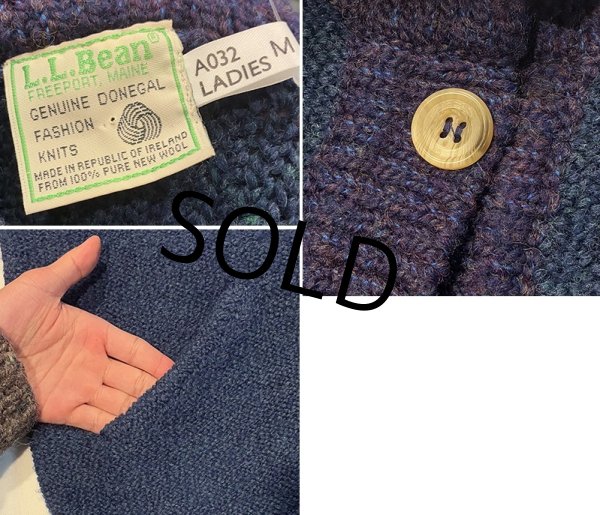 L.L.Bean®
FREEPORT, MAINE
GENUINE DONEGAL
FASHION
KNITS
MADE IN REPUBLIC OF IRELAND
FROM 100% PURE NEW WOOL
A032
LADIES M
SOLD